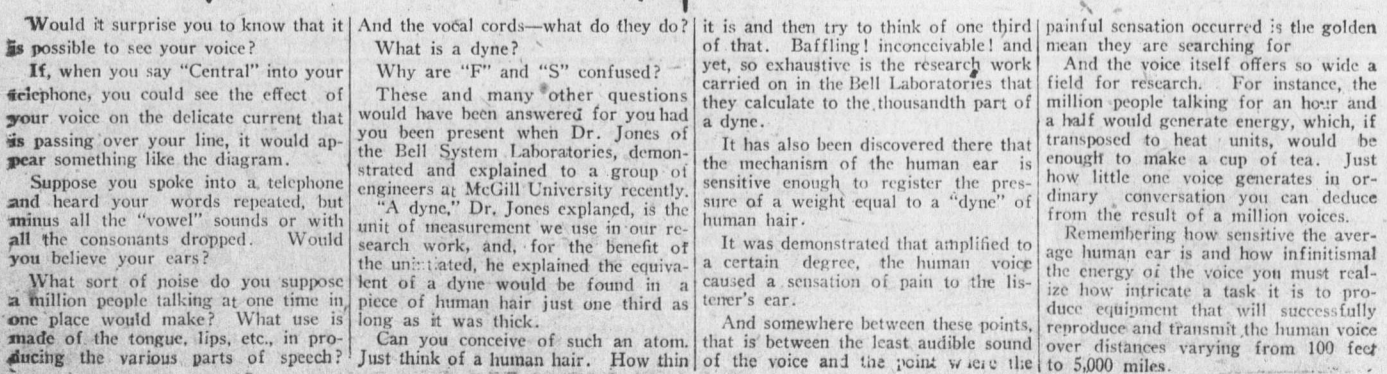 Would it surprise you to know that it
is possible to see your voice?
If, when you say "Central" into your
telephone, you could see the effect of
your voice on the delicate current that
is passing over your line, it would ap-
pear something like the diagram.
Suppose you spoke into a telephone
and heard your words repeated, but
minus all the "vowel" sounds or with
all the consonants dropped. Would
you believe your ears?
What sort of noise do you suppose
a million people talking at one time in
one place would make? What use is
made of the tongue, lips, etc., in pro-
ducing the various parts of speech?
And the vocal cords—what do they do?
What is a dyne?
Why are "F" and "S" confused?
These and many other questions
would have been answered for you had
you been present when Dr. Jones of
the Bell System Laboratories, demon-
strated and explained to a group of
engineers at McGill University recently.
"A dyne," Dr. Jones explaned, is the
unit of measurement we use in our re-
search work, and, for the benefit of
the unitiated, he explained the equiva-
lent of a dyne would be found in a
piece of human hair just one third as
long as it was thick.
Can you conceive of such an atom.
Just think of a human hair. How thin
it is and then try to think of one third
of that. Baffling! inconceivable! and
yet, so exhaustive is the research work
carried on in the Bell Laboratories that
they calculate to the thousandth part of
a dyne.
It has also been discovered there that
the mechanism of the human ear is
sensitive enough to register the pres-
sure of a weight equal to a "dyne" of
human hair.
It was demonstrated that amplified to
a certain degree, the human voice
caused a sensation of pain to the lis-
tener's ear.
And somewhere between these points,
that is between the least audible sound
of the voice and the point where the
painful sensation occurred is the golden
mean they are searching for
And the voice itself offers so wide a
field for research. For instance, the
million people talking for an hour and
a half would generate energy, which, if
transposed to heat units, would be
enough to make a cup of tea. Just
how little one voice generates in or-
dinary conversation you can deduce
from the result of a million voices.
Remembering how sensitive the aver-
age human ear is and how infinitismal
the energy of the voice you must real-
ize how intricate a task it is to pro-
duce equipment that will successfully
reproduce and transmit the human voice
over distances varying from 100 feet
to 5,000 miles.